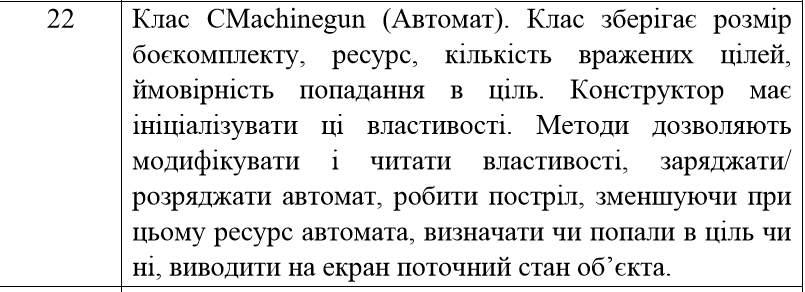 22
Клас CMachinegun (Автомат). Клас зберігає розмір
боєкомплекту, ресурс, кількість вражених цілей,
ймовірність попадання в ціль. Конструктор має
ініціалізувати ці властивості. Методи дозволяють
модифікувати і читати властивості, заряджати/
розряджати автомат, робити постріл, зменшуючи при
цьому ресурс автомата, визначати чи попали в ціль чи
ні, виводити на екран поточний стан об’єкта.